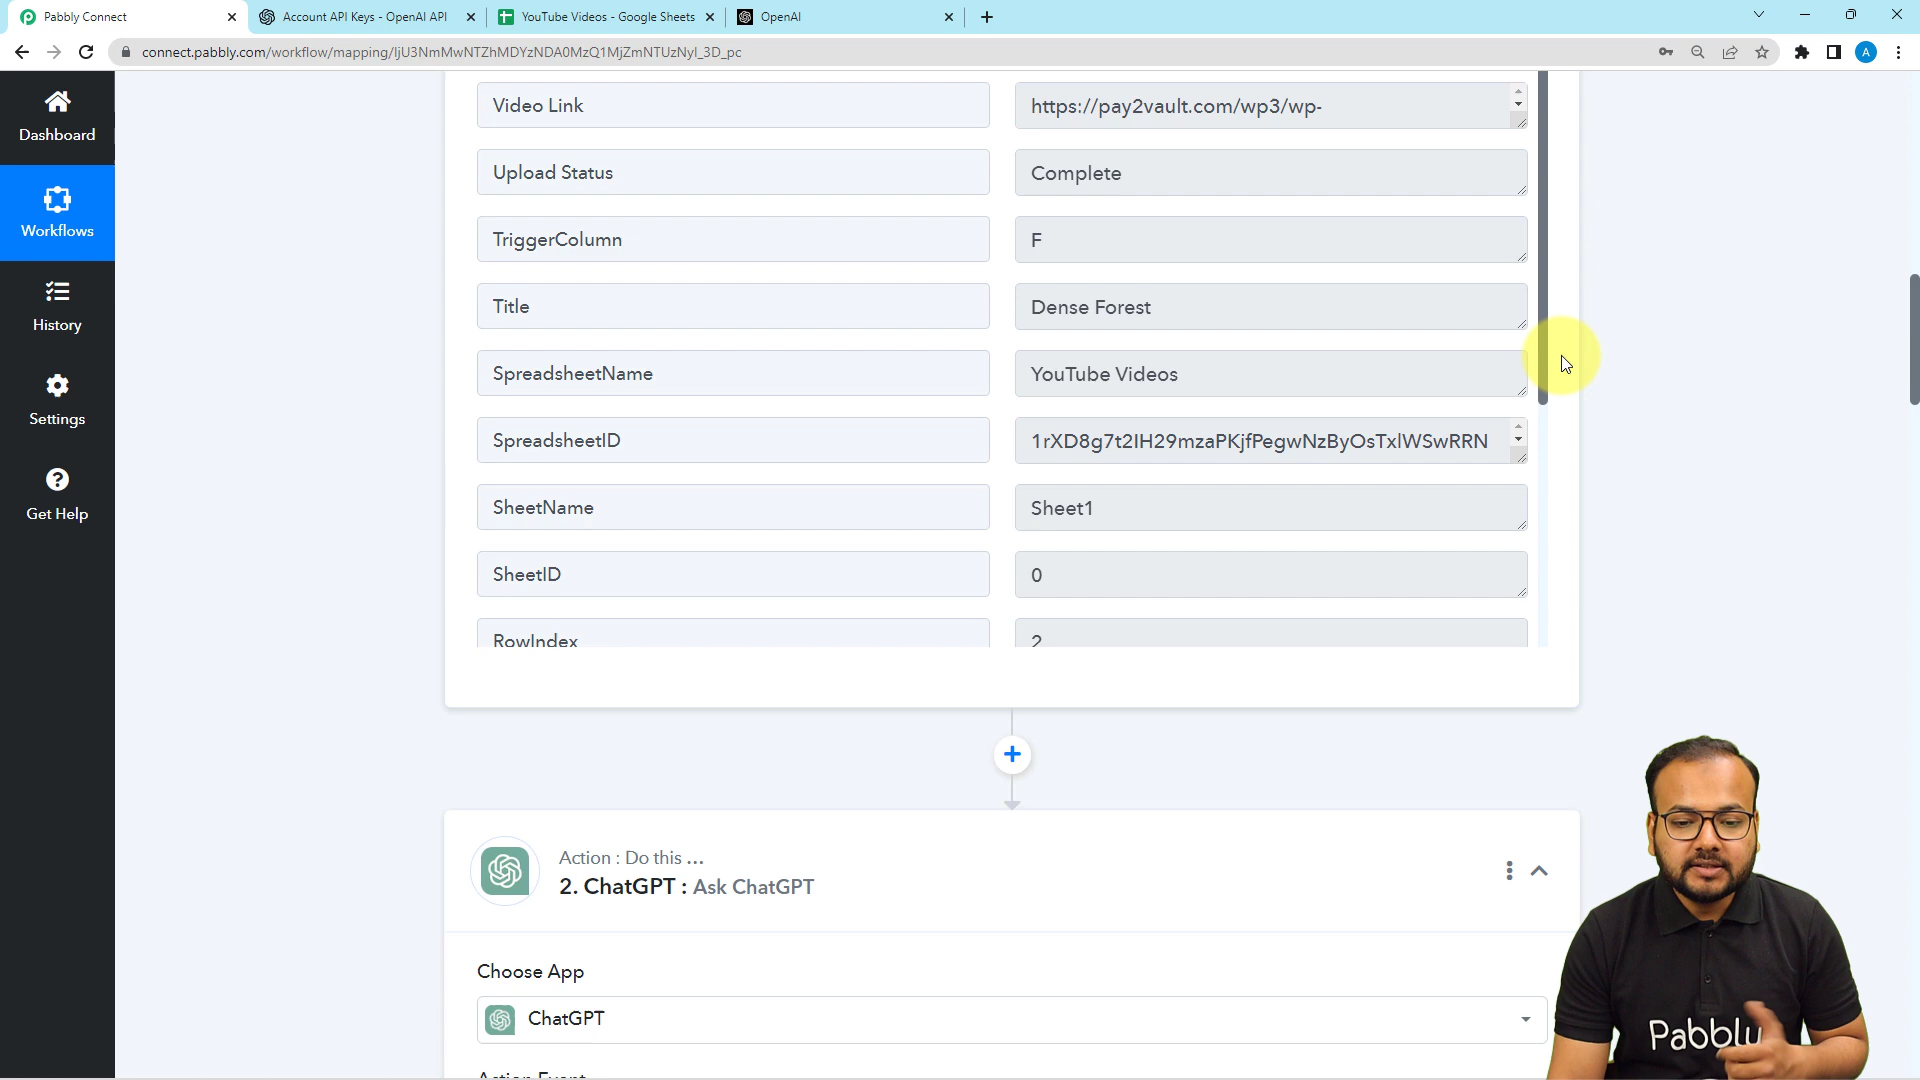 Pabbly Connect
Account API Keys - OpenAI API
YouTube Videos - Google Sheets
OpenAI
connect.pabbly.com/workflow/mapping/IjU3NmMwNTZhMDYzNDA0MzQ1MjZmNTUzNyI_3D_pc
A
Dashboard
Workflows
History
Settings
Get Help
Video Link
https://pay2vault.com/wp3/wp-
Upload Status
Complete
TriggerColumn
F
Title
Dense Forest
SpreadsheetName
YouTube Videos
SpreadsheetID
1rXD8g7t2IH29mzaPKjfPegwNzByOsTxlWSwRRN
SheetName
Sheet1
SheetID
0
RowIndex
2
Action : Do this ...
2. ChatGPT : Ask ChatGPT
Choose App
ChatGPT
Action Event
Pabbly